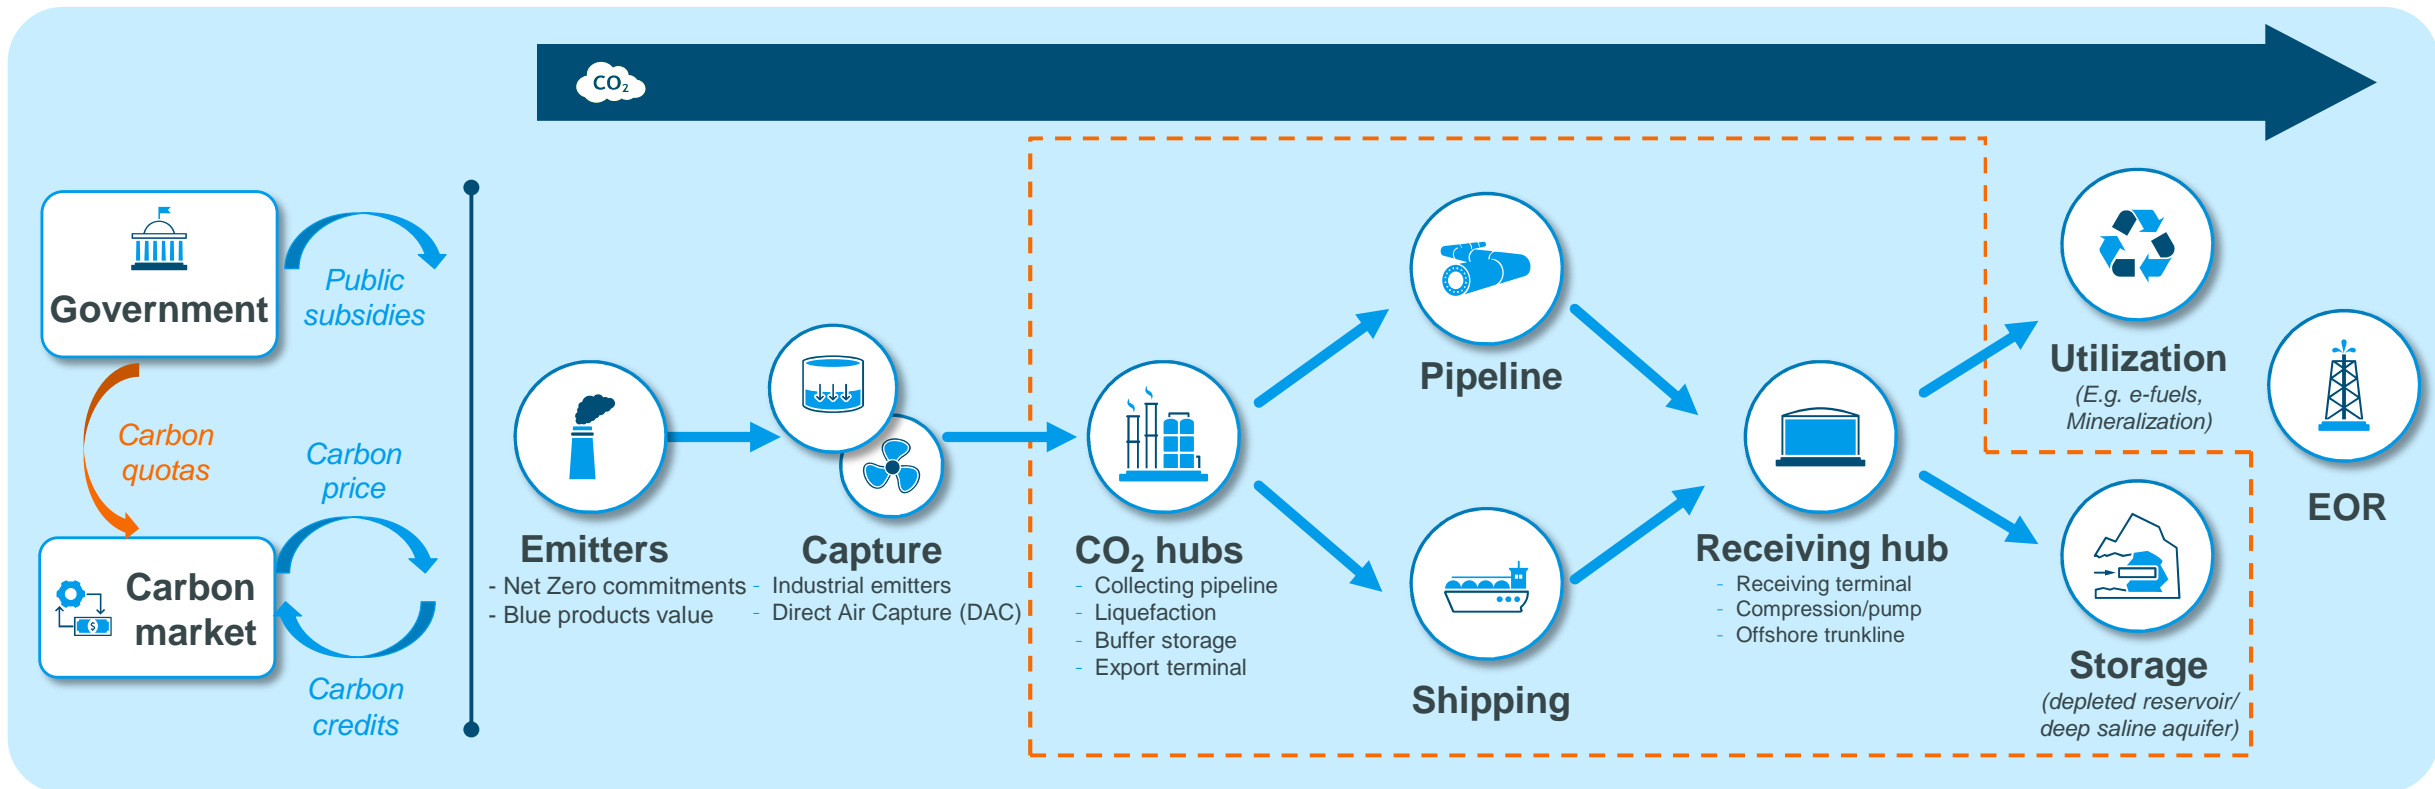 CO₂
Government
Public
subsidies
Carbon
quotas
Carbon
price
Carbon
market
Carbon
credits
Emitters
- Net Zero commitments
- Blue products value
Capture
- Industrial emitters
- Direct Air Capture (DAC)
CO₂ hubs
- Collecting pipeline
- Liquefaction
- Buffer storage
- Export terminal
Pipeline
Shipping
Receiving hub
- Receiving terminal
- Compression/pump
- Offshore trunkline
Utilization
(E.g. e-fuels,
Mineralization)
Storage
(depleted reservoir/
deep saline aquifer)
EOR
$